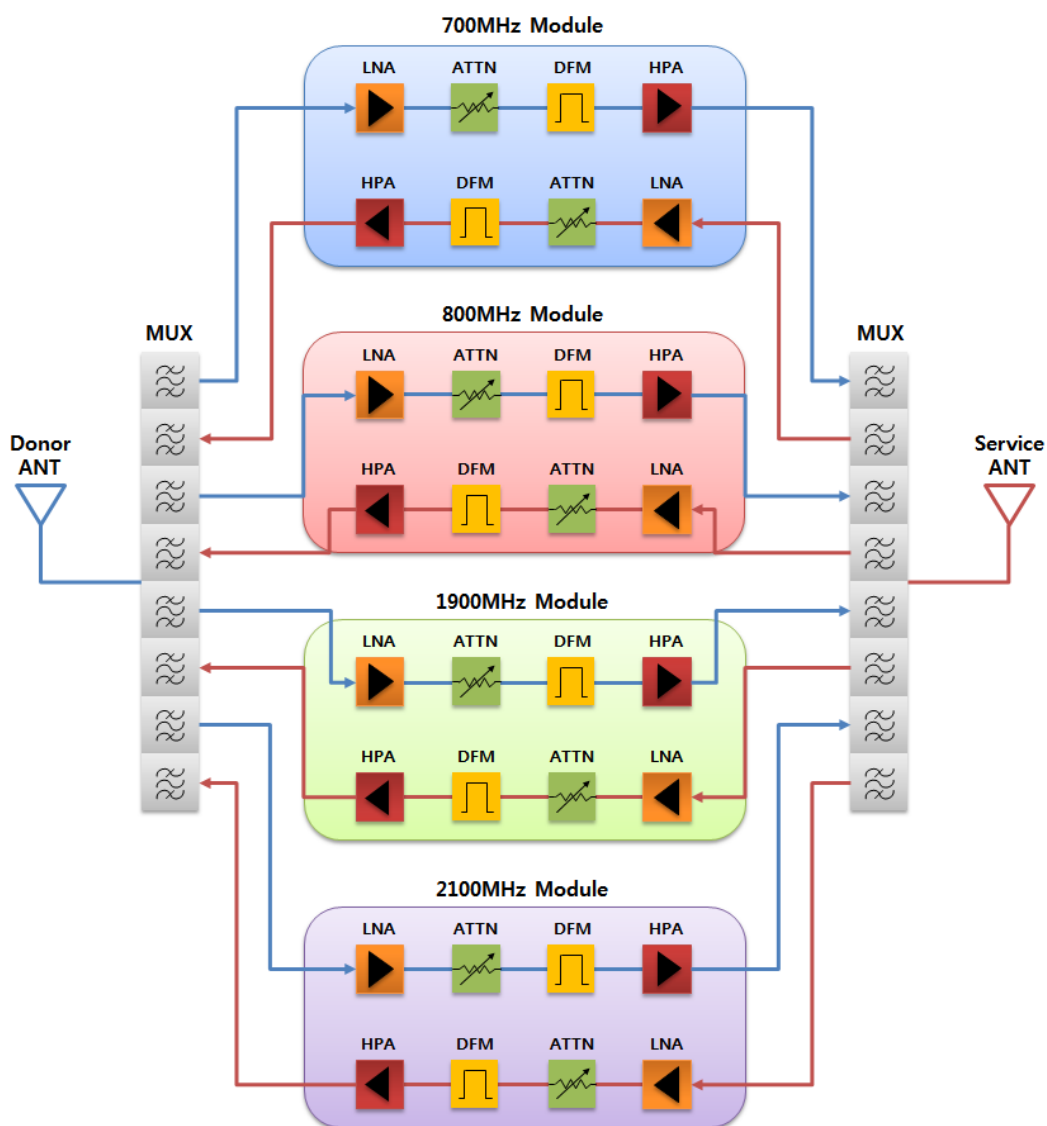 700MHz Module
LNA ATTN DFM HPA
HPA DFM ATTN LNA
800MHz Module
MUX
MUX
LNA ATTN DFM HPA
Donor
ANT
Service
ANT
HPA DFM ATTN LNA
1900MHz Module
LNA ATTN DFM HPA
HPA DFM ATTN LNA
2100MHz Module
LNA ATTN DFM HPA
HPA DFM ATTN LNA